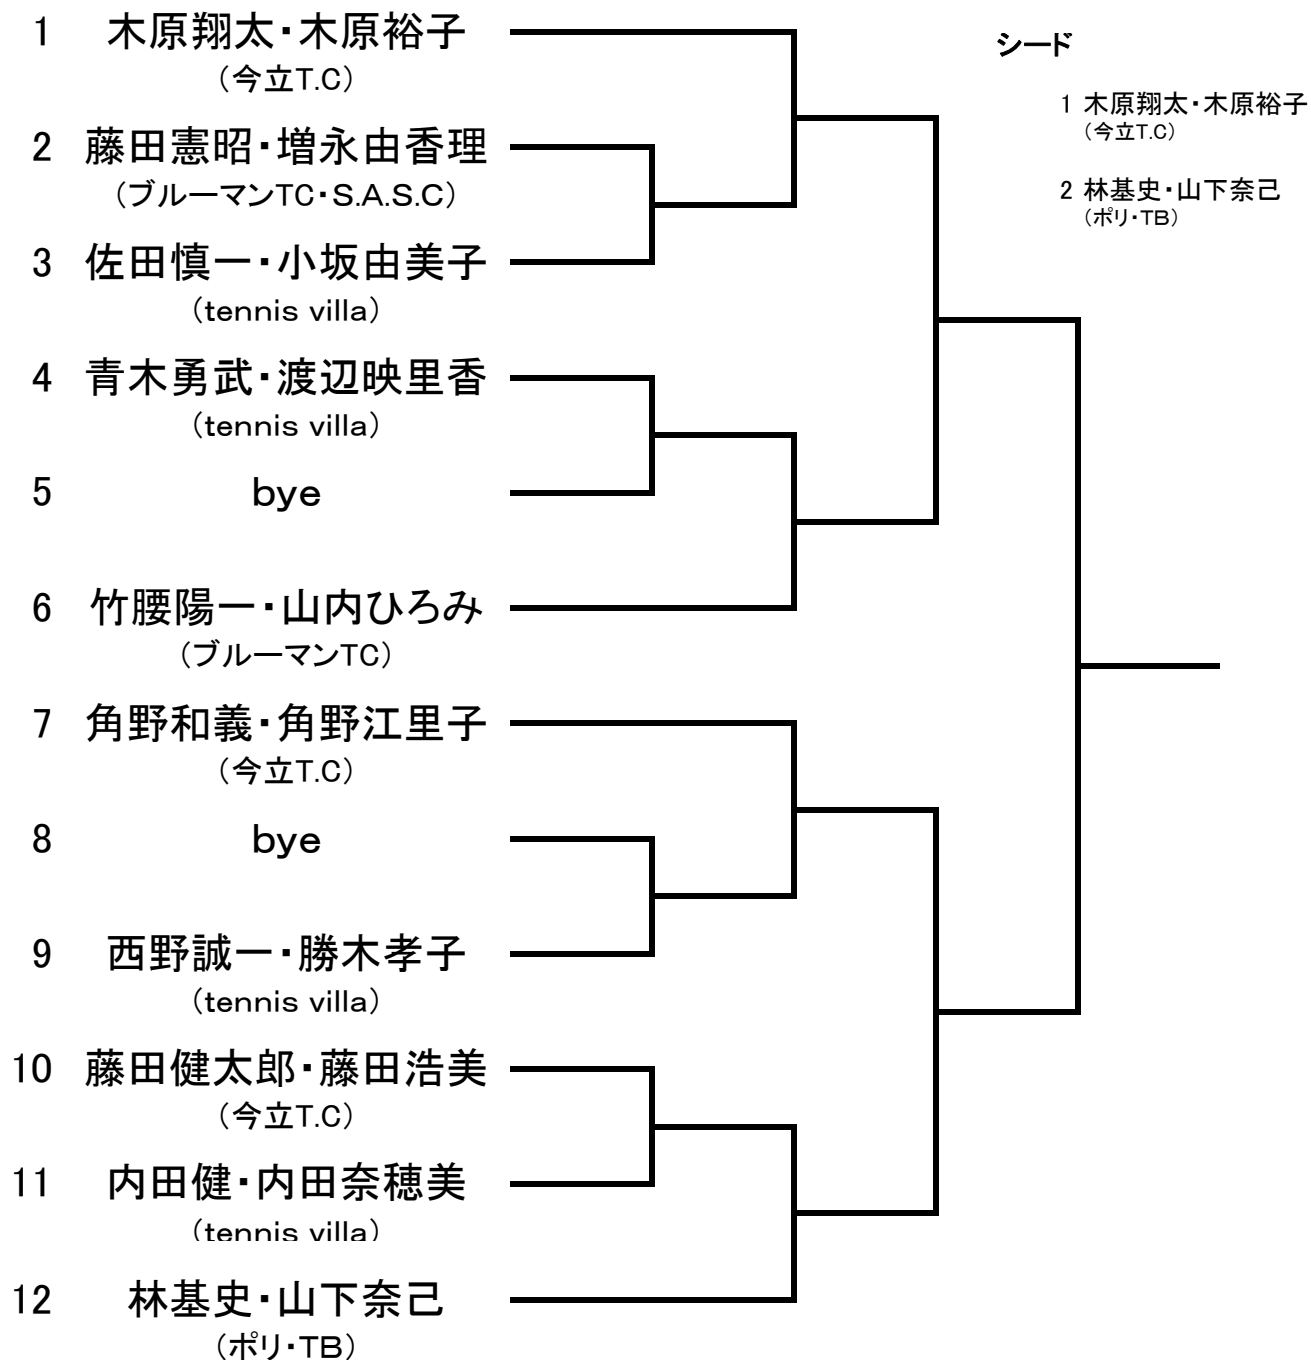 1 木原翔太・木原裕子
（今立T.C）
2 藤田憲昭・増永由香理
（ブルーマンTC・S.A.S.C）
3 佐田慎一・小坂由美子
（tennis villa）
4 青木勇武・渡辺映里香
（tennis villa）
5 bye
6 竹腰陽一・山内ひろみ
（ブルーマンTC）
7 角野和義・角野江里子
（今立T.C）
8 bye
9 西野誠一・勝木孝子
（tennis villa）
10 藤田健太郎・藤田浩美
（今立T.C）
11 内田健・内田奈穂美
（tennis villa）
12 林基史・山下奈己
（ポリ・TB）
シード
1 木原翔太・木原裕子
（今立T.C）
2 林基史・山下奈己
（ポリ・TB）